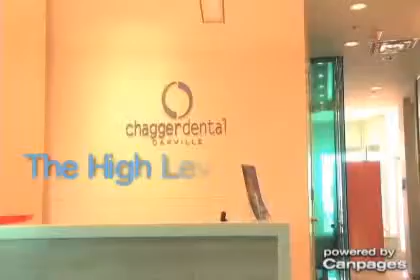 chaggerdental
OAKVILLE
The High Lev
powered by
Canpages